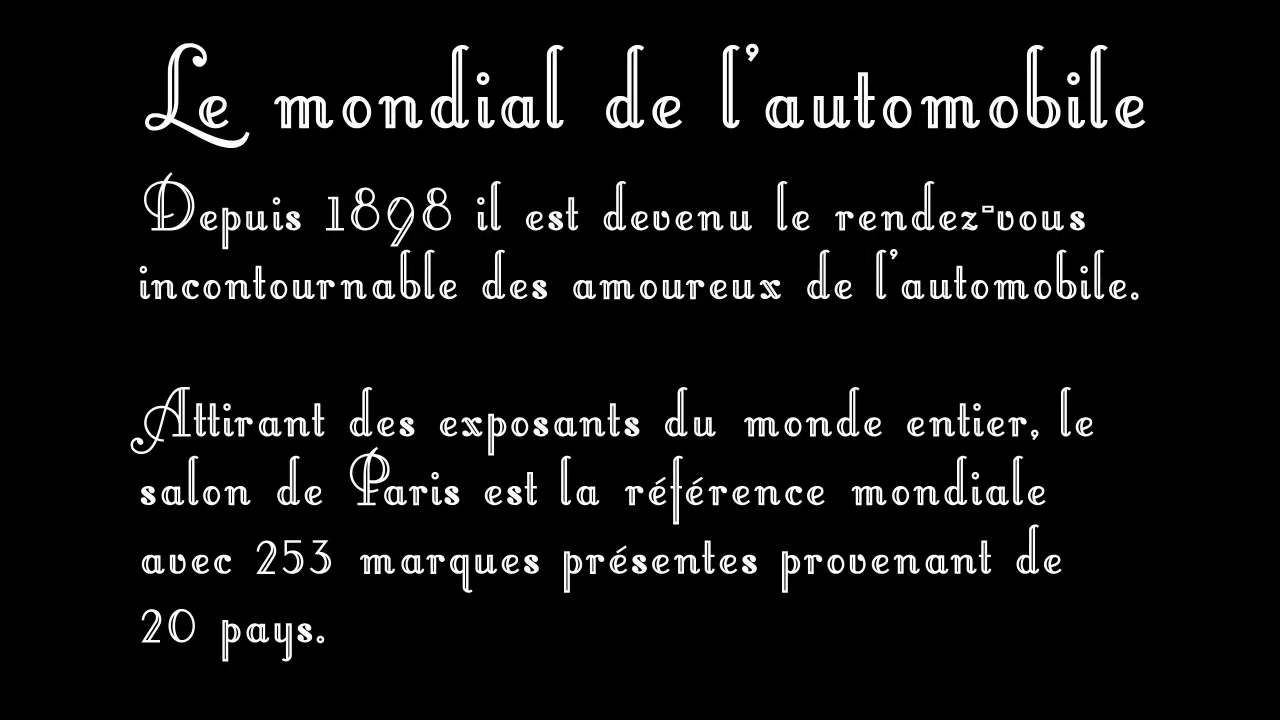 Le mondial de l'automobile
Depuis 1898 il est devenu le rendez-vous
incontournable des amoureux de l'automobile.
Attirant des exposants du monde entier, le
salon de Paris est la référence mondiale
avec 253 marques présentes provenant de
20 pays.